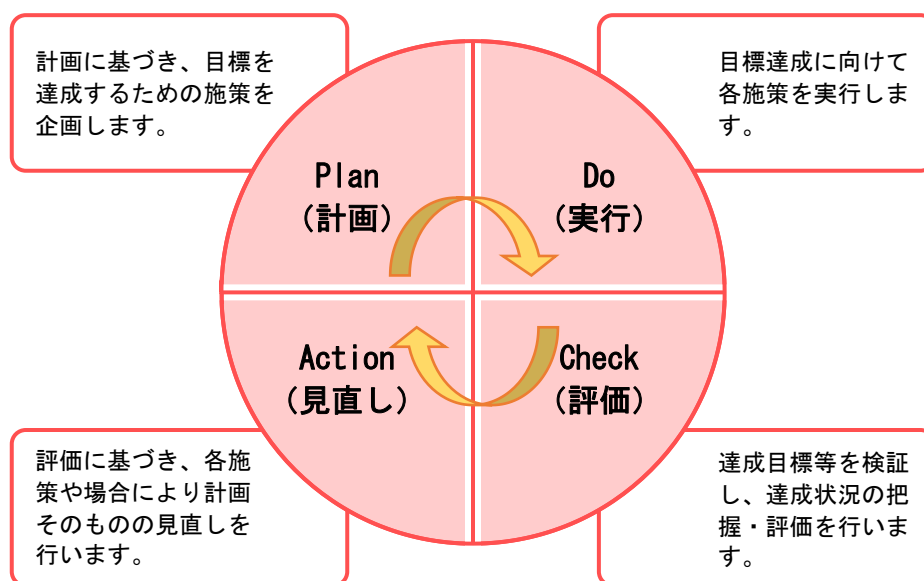 計画に基づき、目標を
達成するための施策を
企画します。
目標達成に向けて
各施策を実行しま
す。
Plan
（計画）
Do
（実行）
Action
（見直し）
Check
（評価）
評価に基づき、各施
策や場合により計画
そのものの見直しを
行います。
達成目標等を検証
し、達成状況の把
握・評価を行いま
す。